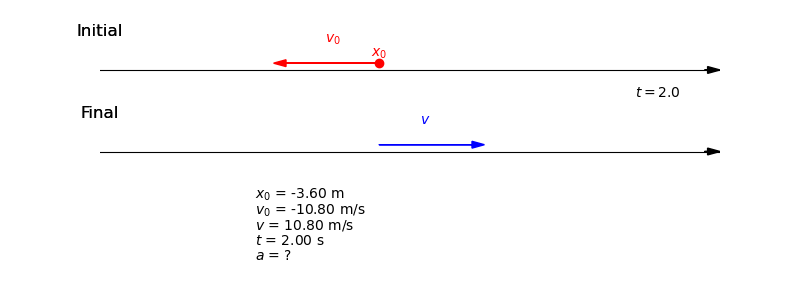 Initial
v₀
x₀
t = 2.0
Final
v
x₀ = -3.60 m
v₀ = -10.80 m/s
v = 10.80 m/s
t = 2.00 s
a = ?